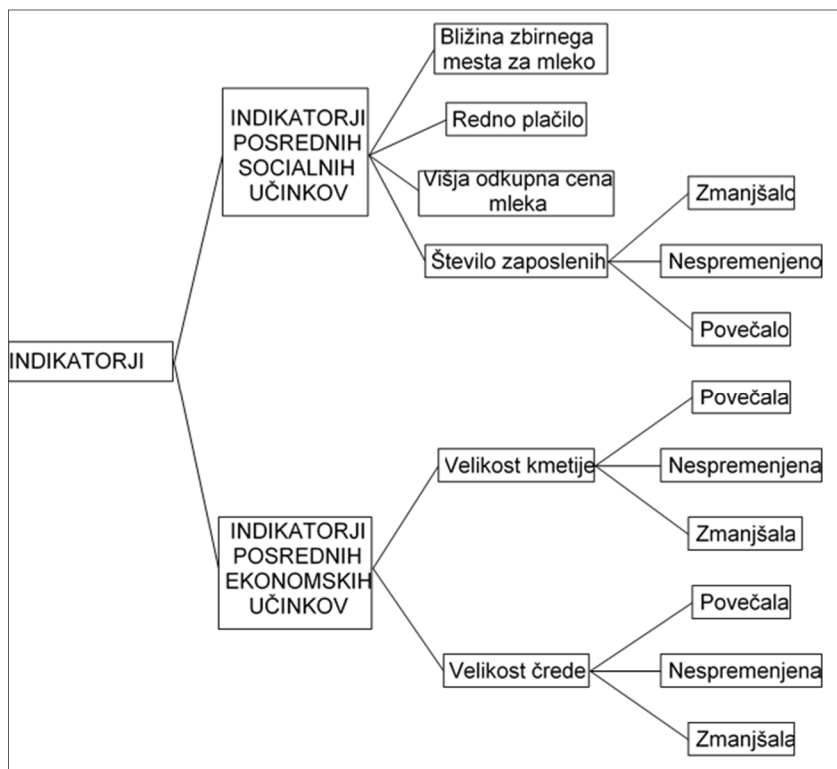 INDIKATORJI
INDIKATORJI
POSREDNIH
SOCIALNIH
UČINKOV
Bližina zbirnega
mesta za mleko
Redno plačilo
Višja odkupna cena
mleka
Število zaposlenih
Zmanjšalo
Nespremenjeno
Povečalo
INDIKATORJI
POSREDNIH
EKONOMSKIH
UČINKOV
Velikost kmetije
Povečala
Nespremenjena
Zmanjšala
Velikost črede
Povečala
Nespremenjena
Zmanjšala